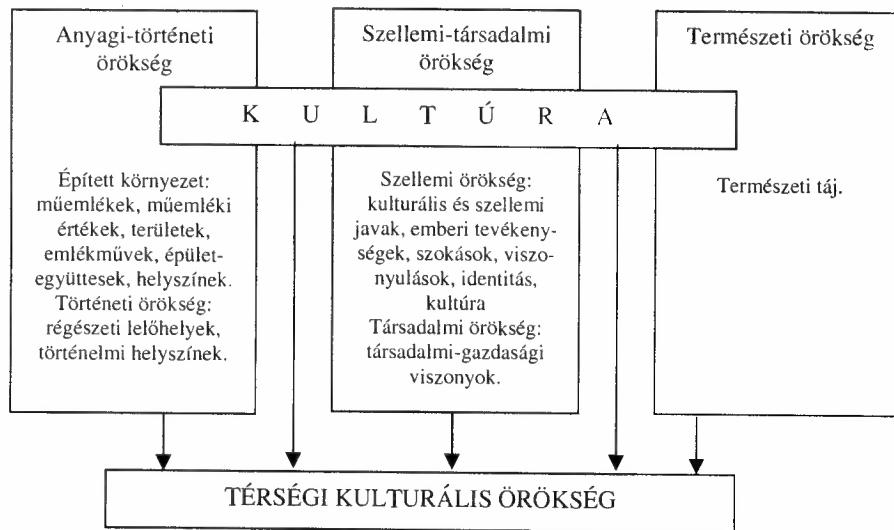 Anyagi-történeti
örökség
Szellemi-társadalmi
örökség
Természeti örökség
K U L T Ú R A
Épített környezet:
műemlékek, műemléki
értékek, területek,
emlékművek, épület-
együttesek, helyszínek.
Történeti örökség:
régészeti lelőhelyek,
történelmi helyszínek.
Szellemi örökség:
kulturális és szellemi
javak, emberi tevékeny-
ségek, szokások, viszo-
nyulások, identitás,
kultúra
Társadalmi örökség:
társadalmi-gazdasági
viszonyok.
Természeti táj.
TÉRSÉGI KULTURÁLIS ÖRÖKSÉG